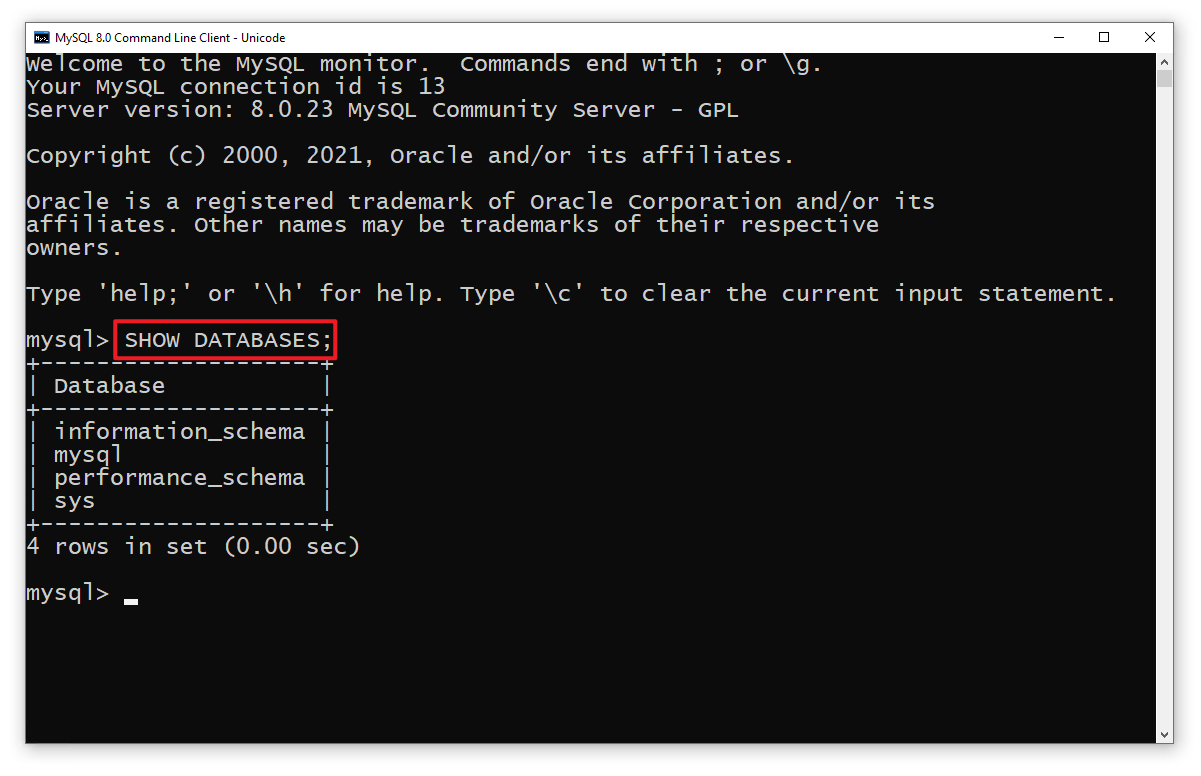 MySQL 8.0 Command Line Client - Unicode
Welcome to the MySQL monitor.  Commands end with ; or \g.
Your MySQL connection id is 13
Server version: 8.0.23 MySQL Community Server - GPL
Copyright (c) 2000, 2021, Oracle and/or its affiliates.
Oracle is a registered trademark of Oracle Corporation and/or its
affiliates. Other names may be trademarks of their respective
owners.
Type 'help;' or '\h' for help. Type '\c' to clear the current input statement.
mysql> SHOW DATABASES;
+--------------------+
| Database           |
+--------------------+
| information_schema |
| mysql              |
| performance_schema |
| sys                |
+--------------------+
4 rows in set (0.00 sec)
mysql> _